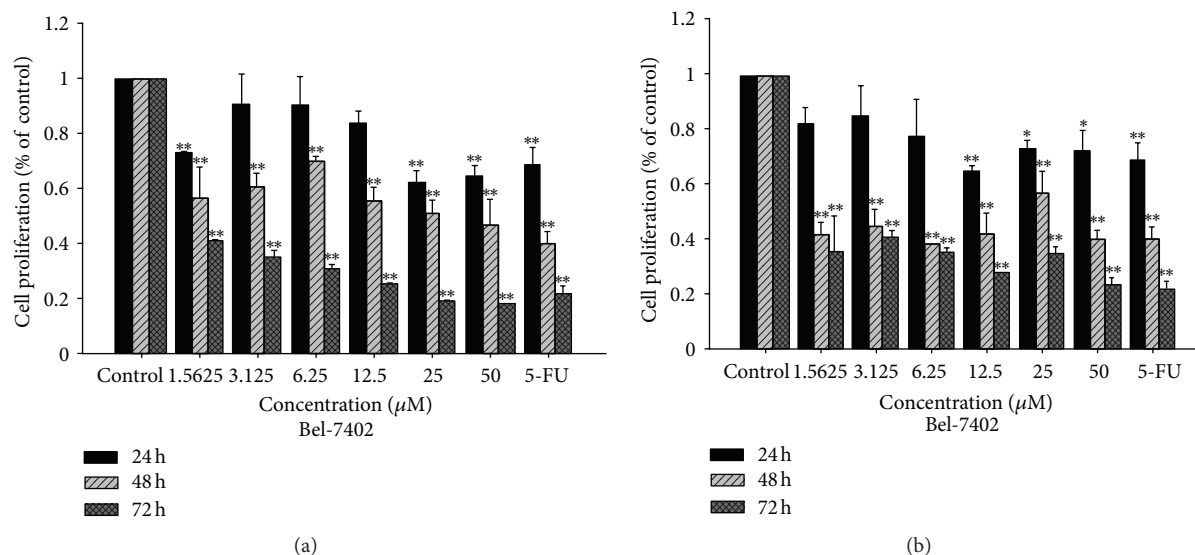 1.2
1
0.8
0.6
0.4
0.2
0
Cell proliferation (% of control)
** ** **
** **
** **
** **
** ** **
** ** **
** ** **
Control 1.5625 3.125 6.25 12.5 25 50 5-FU
Concentration (μM)
Bel-7402
24 h
48 h
72 h
(a)
1.2
1
0.8
0.6
0.4
0.2
0
Cell proliferation (% of control)
** **
** **
** **
** ** **
* ** **
* ** **
** ** **
Control 1.5625 3.125 6.25 12.5 25 50 5-FU
Concentration (μM)
Bel-7402
24 h
48 h
72 h
(b)